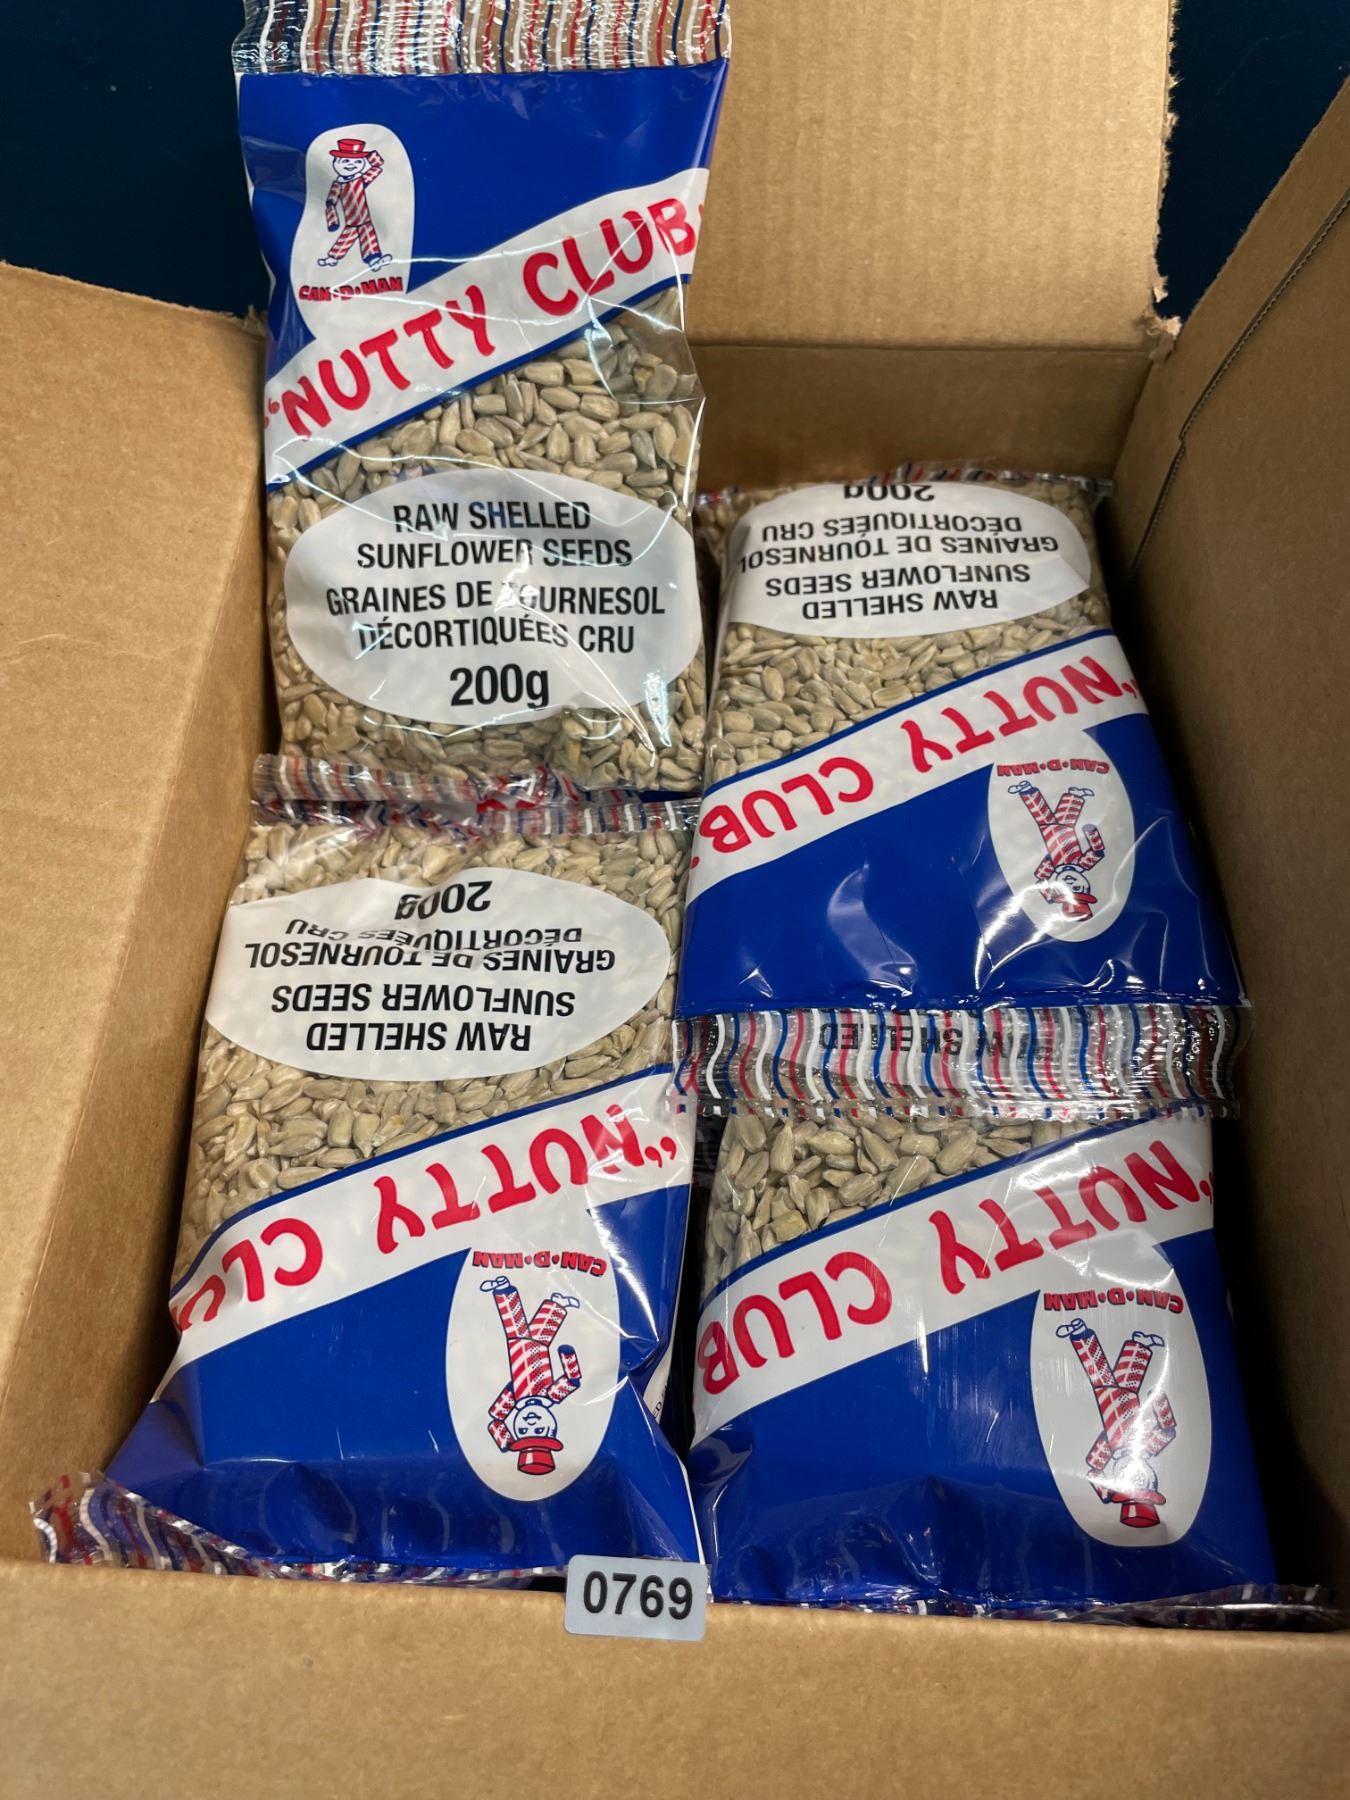 CAN•D•MAN
"NUTTY CLUB"
RAW SHELLED
SUNFLOWER SEEDS
GRAINES DE TOURNESOL
DÉCORTIQUÉES CRU
200g
RAW SHELLED
SUNFLOWER SEEDS
GRAINES DE TOURNESOL
DÉCORTIQUÉES CRU
200g
"NUTTY CLUB
CAN•D•MAN
RAW SHELLED
SUNFLOWER SEEDS
GRAINES DE TOURNESOL
DÉCORTIQUÉES CRU
200g
"NUTTY CLU
CAN•D•MAN
SHELLED
"NUTTY CLUB
CAN•D•MAN
0769